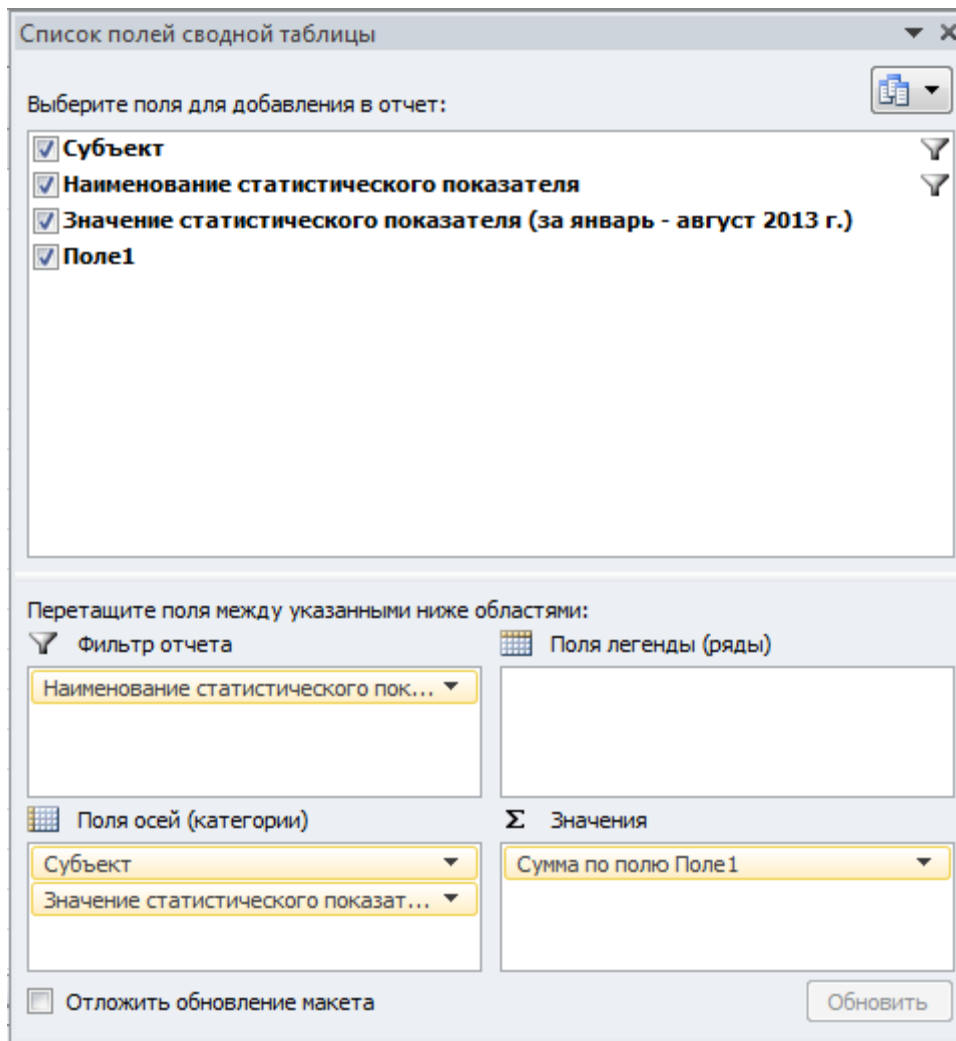 Список полей сводной таблицы
Выберите поля для добавления в отчет:
Субъект
Наименование статистического показателя
Значение статистического показателя (за январь - август 2013 г.)
Поле1
Перетащите поля между указанными ниже областями:
Фильтр отчета
Поля легенды (ряды)
Наименование статистического пок...
Поля осей (категории)
Σ Значения
Субъект
Сумма по полю Поле1
Значение статистического показат...
Отложить обновление макета
Обновить